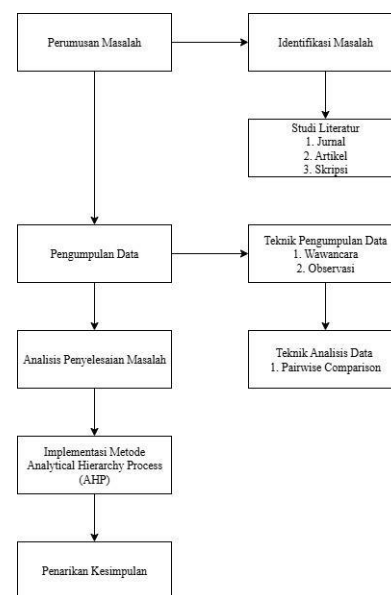 Perumusan Masalah
Identifikasi Masalah
Studi Literatur
1. Jurnal
2. Artikel
3. Skripsi
Pengumpulan Data
Teknik Pengumpulan Data
1. Wawancara
2. Observasi
Analisis Penyelesaian Masalah
Teknik Analisis Data
1. Pairwise Comparison
Implementasi Metode
Analytical Hierarchy Process
(AHP)
Penarikan Kesimpulan